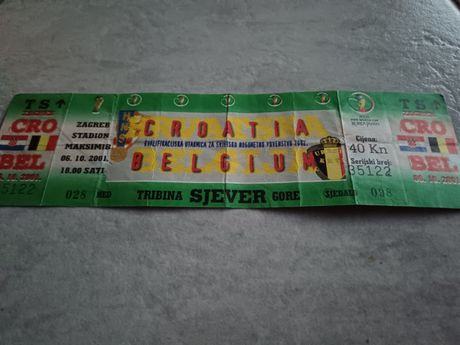 TS↑
CRO
BEL
06.10.2001.
35122
ZAGREB
STADION
MAKSIMIR
06.10.2001.
18.00 SATI
028 RED
CROATIA
KVALIFIKACIJSKA UTAKMICA ZA SVJETSKO NOGOMETNO PRVENSTVO 2002.
BELGIUM
TRIBINA SJEVER GORE
SJEDALO 098
Cijena:
40 Kn
Serijski broj:
35122
TS↑
CRO
BEL
06.10.2001
35122